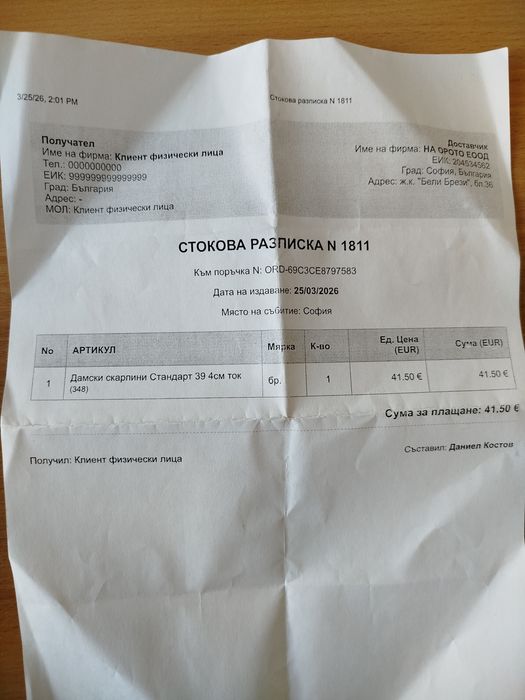 3/25/26, 2:01 PM
Стокова разписка N 1811
Получател
Име на фирма: Клиент физически лица
Тел.: 0000000000
ЕИК: 999999999999999
Град: България
Адрес: -
МОЛ: Клиент физически лица
Доставчик
Име на фирма: НА ОРОТО ЕООД
ЕИК: 204534562
Град: София, България
Адрес: ж.к. "Бели Брези", бл.36
СТОКОВА РАЗПИСКА N 1811
Към поръчка N: ORD-69C3CE8797583
Дата на издаване: 25/03/2026
Място на събитие: София
No АРТИКУЛ Мярка К-во Ед. Цена (EUR) Сума (EUR)
1 Дамски скарпини Стандарт 39 4см ток (348) бр. 1 41.50 € 41.50 €
Сума за плащане: 41.50 €
Получил: Клиент физически лица
Съставил: Даниел Костов